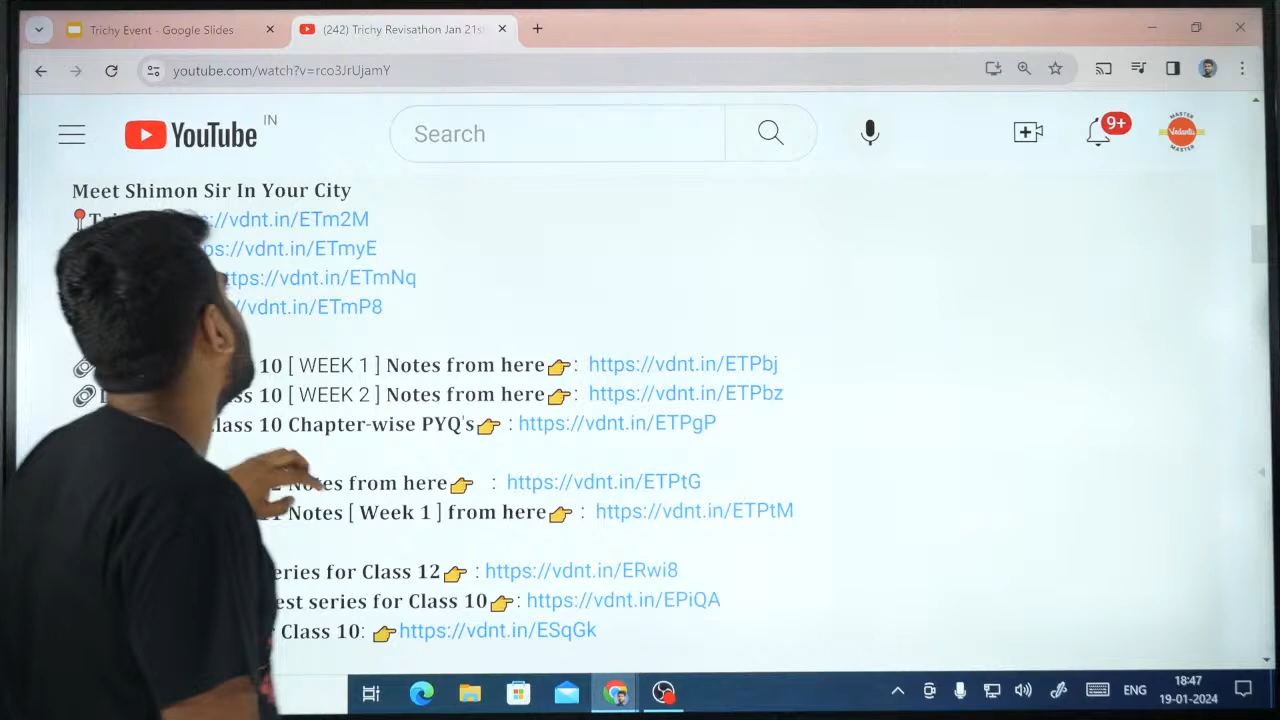 Trichy Event - Google Slides
(242) Trichy Revisathon Jan 21st
youtube.com/watch?v=rco3JrUjamY
YouTube IN
Search
9+
MASTER
Vedantu
MASTER
Meet Shimon Sir In Your City
://vdnt.in/ETm2M
ps://vdnt.in/ETmyE
https://vdnt.in/ETmNq
//vdnt.in/ETmP8
10 [ WEEK 1 ] Notes from here👉: https://vdnt.in/ETPbj
10 [ WEEK 2 ] Notes from here👉: https://vdnt.in/ETPbz
lass 10 Chapter-wise PYQ's👉 : https://vdnt.in/ETPgP
Notes from here👉 : https://vdnt.in/ETPtG
Notes [ Week 1 ] from here👉 : https://vdnt.in/ETPtM
eries for Class 12👉 : https://vdnt.in/ERwi8
est series for Class 10👉: https://vdnt.in/EPiQA
Class 10: 👉https://vdnt.in/ESqGk
ENG
18:47
19-01-2024